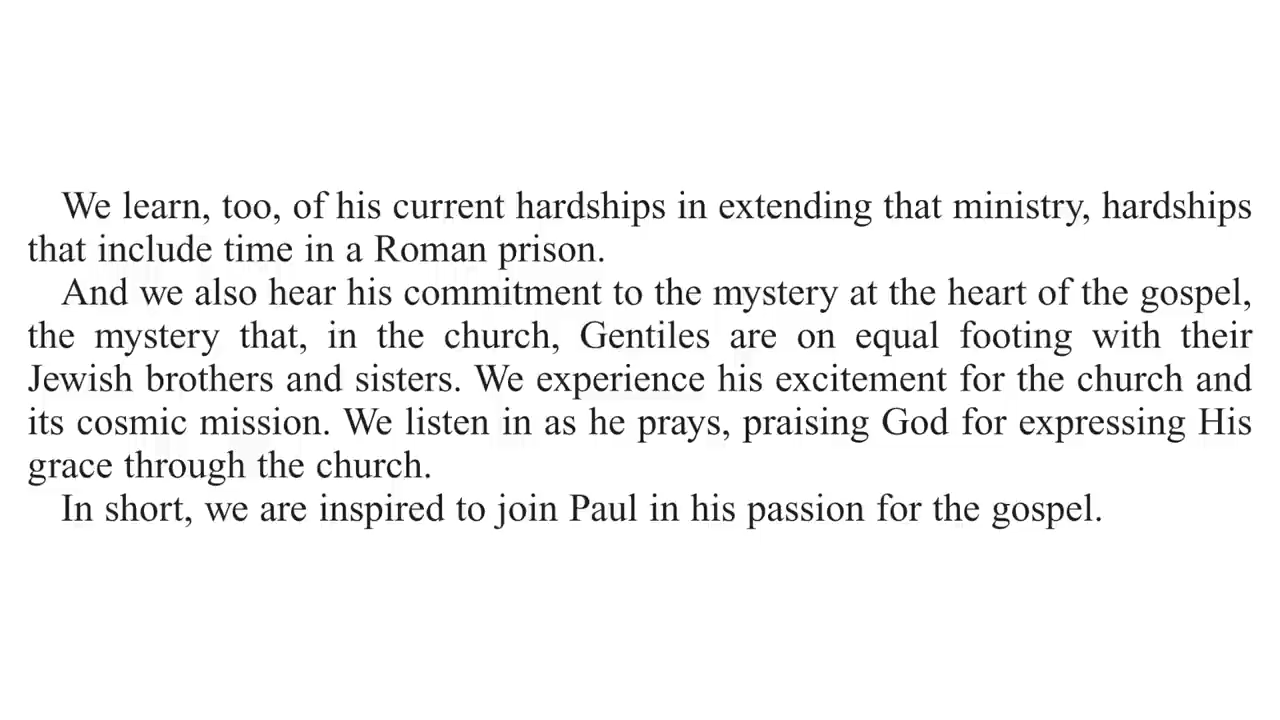 We learn, too, of his current hardships in extending that ministry, hardships
that include time in a Roman prison.
And we also hear his commitment to the mystery at the heart of the gospel,
the mystery that, in the church, Gentiles are on equal footing with their
Jewish brothers and sisters. We experience his excitement for the church and
its cosmic mission. We listen in as he prays, praising God for expressing His
grace through the church.
In short, we are inspired to join Paul in his passion for the gospel.